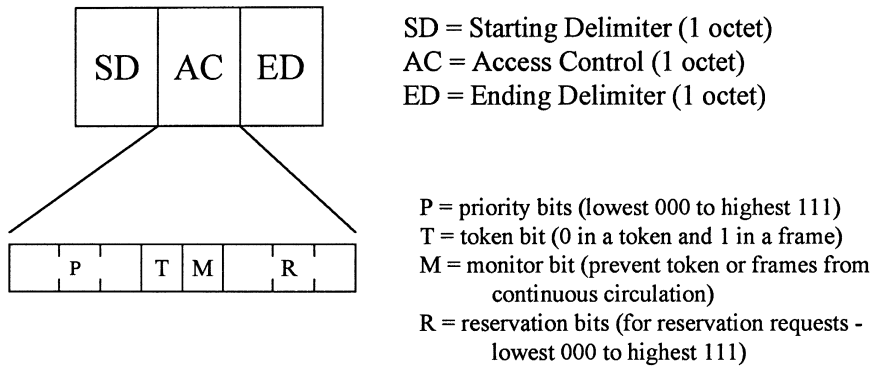 SD AC ED
SD = Starting Delimiter (1 octet)
AC = Access Control (1 octet)
ED = Ending Delimiter (1 octet)
P T M R
P = priority bits (lowest 000 to highest 111)
T = token bit (0 in a token and 1 in a frame)
M = monitor bit (prevent token or frames from
continuous circulation)
R = reservation bits (for reservation requests -
lowest 000 to highest 111)